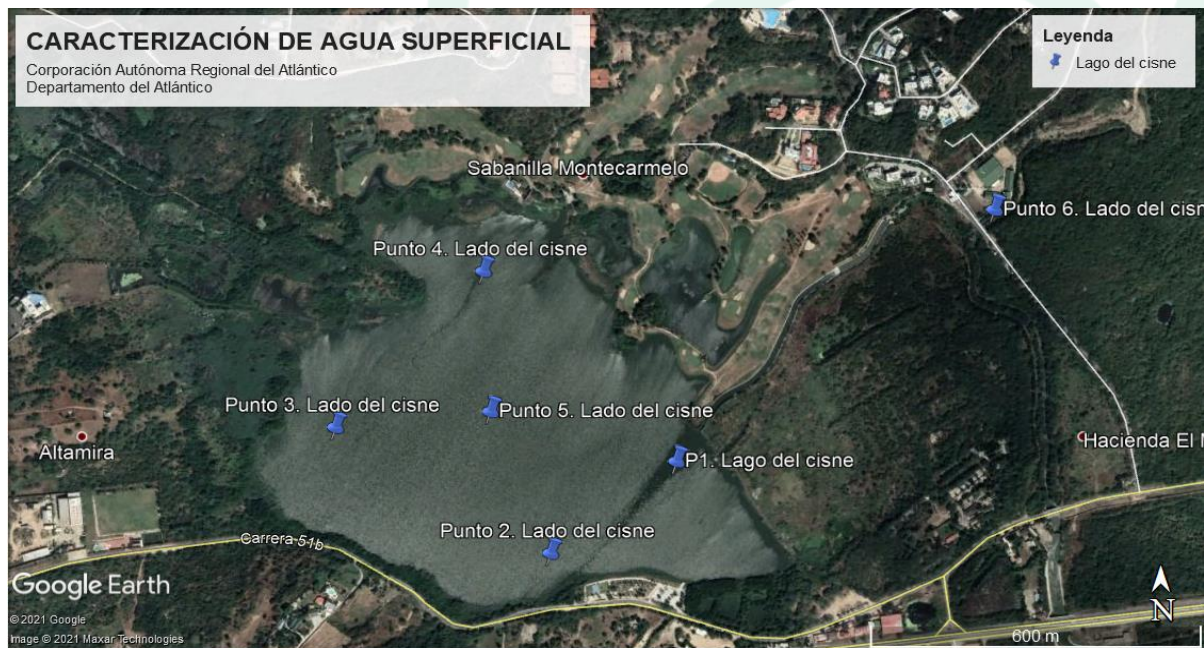 CARACTERIZACIÓN DE AGUA SUPERFICIAL
Corporación Autónoma Regional del Atlántico
Departamento del Atlántico
Leyenda
Lago del cisne
Sabanilla Montecarmelo
Punto 6. Lado del cisn
Punto 4. Lado del cisne
Punto 3. Lado del cisne
Punto 5. Lado del cisne
Altamira
Hacienda El
P1. Lago del cisne
Punto 2. Lado del cisne
Carrera 51b
Google Earth
© 2021 Google
Image © 2021 Maxar Technologies
N
600 m